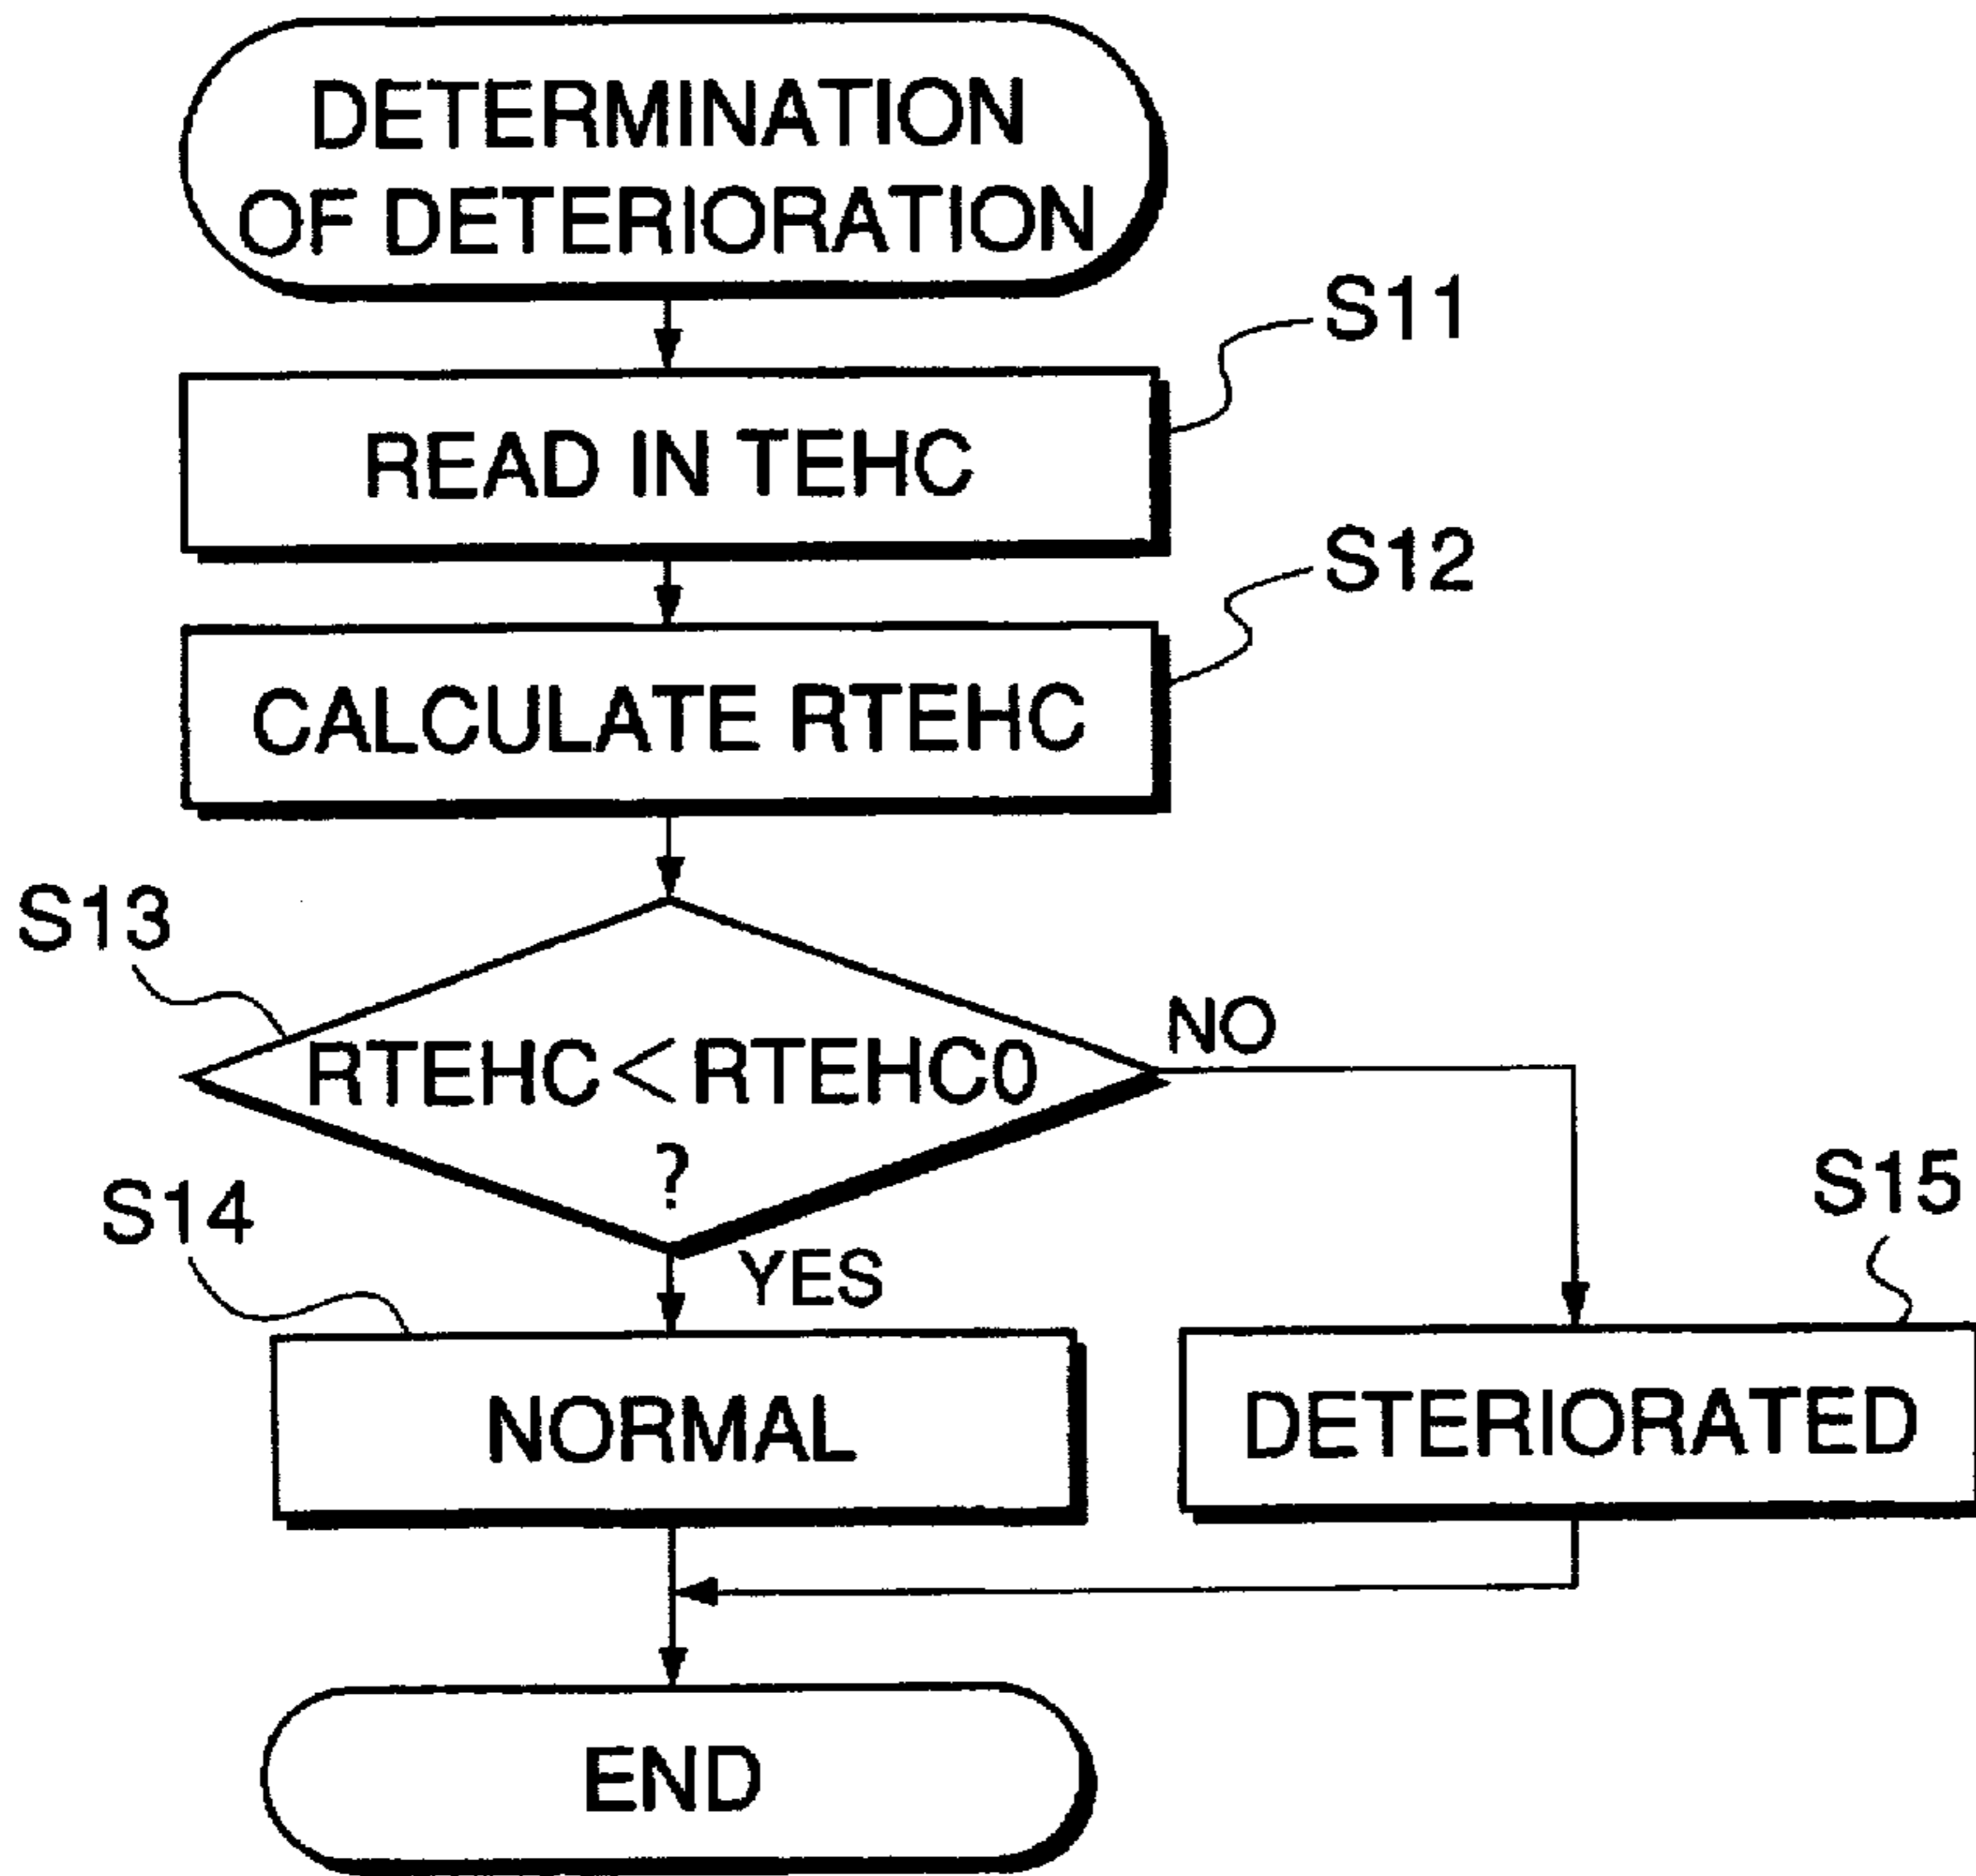 DETERMINATION
OF DETERIORATION
S11
READ IN TEHC
S12
CALCULATE RTEHC
S13
NO
RTEHC<RTEHC0
?
S14
YES
S15
NORMAL
DETERIORATED
END